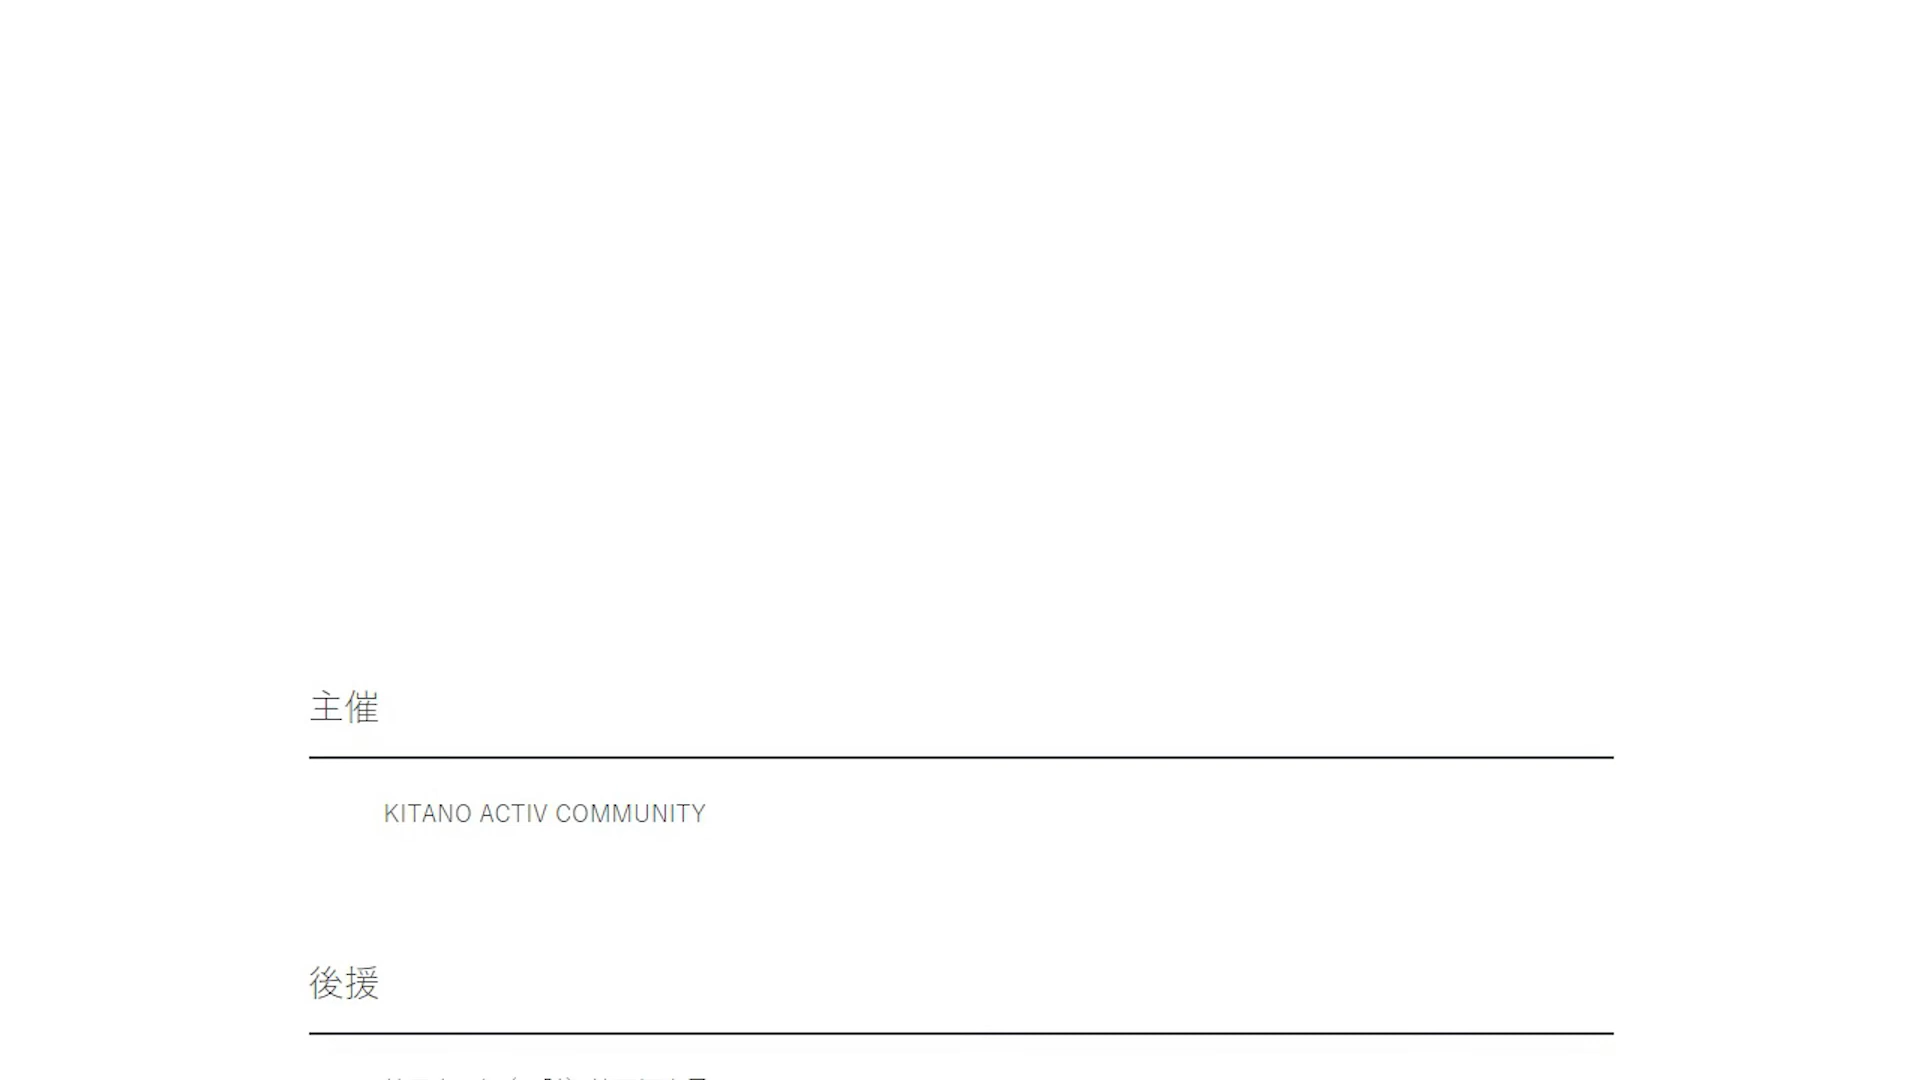 主催
KITANO ACTIV COMMUNITY
後援